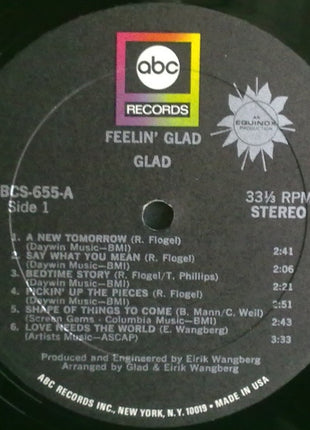 abc
RECORDS
FEELIN' GLAD
GLAD
AN
EQUINOX
PRODUCTION
BCS-655-A
Side 1
33⅓ RPM
STEREO
1. A NEW TOMORROW (R. Flogel)
(Daywin Music—BMI) 2:41
2. SAY WHAT YOU MEAN (R. Flogel)
(Daywin Music—BMI) 2:06
3. BEDTIME STORY (R. Flogel/T. Phillips)
(Daywin Music—BMI) 2:21
4. PICKIN' UP THE PIECES (R. Flogel)
(Daywin Music—BMI) 2:51
5. SHAPE OF THINGS TO COME (B. Mann/C. Weil)
(Screen Gems - Columbia Music—BMI) 2:43
6. LOVE NEEDS THE WORLD (E. Wangberg)
(Artists Music—ASCAP) 3:33
Produced and Engineered by Eirik Wangberg
Arranged by Glad & Eirik Wangberg
ABC RECORDS INC., NEW YORK, N.Y. 10019 • MADE IN USA